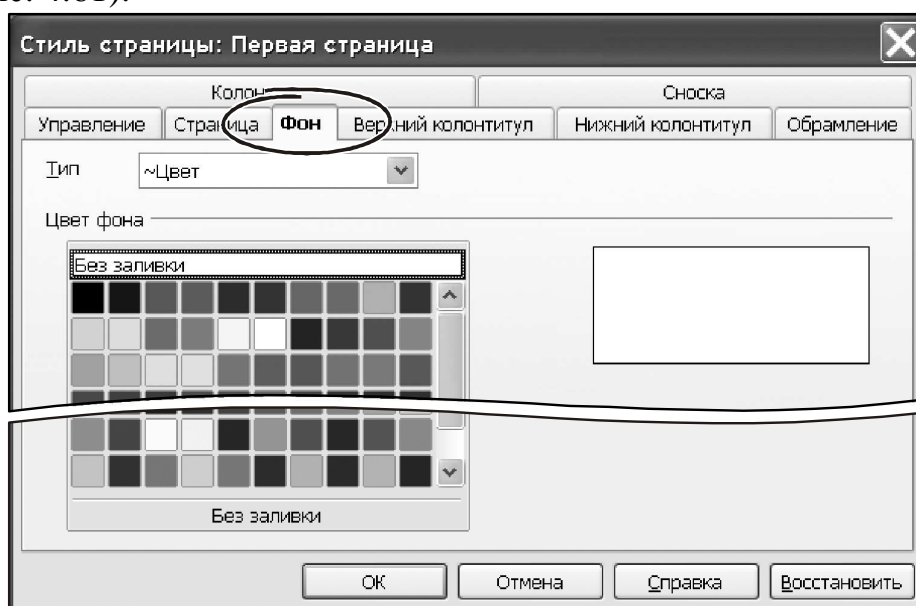 Стиль страницы: Первая страница
Сноска
Управление Страница Фон Верхний колонтитул Нижний колонтитул Обрамление
Тип ~Цвет
Цвет фона
Без заливки
Без заливки
ОК Отмена Справка Восстановить